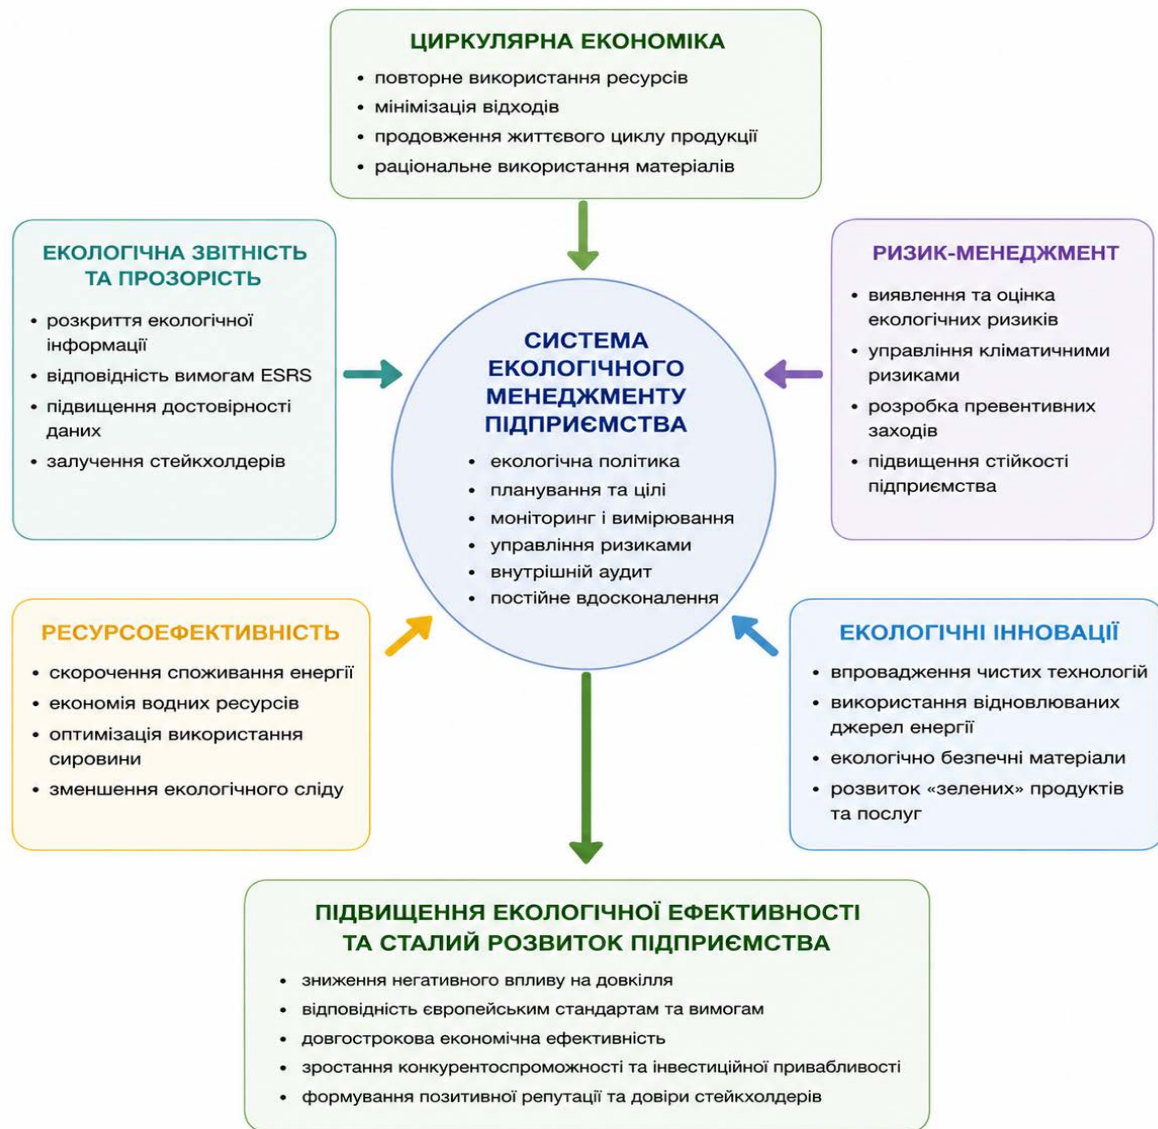 ЦИРКУЛЯРНА ЕКОНОМІКА
• повторне використання ресурсів
• мінімізація відходів
• продовження життєвого циклу продукції
• раціональне використання матеріалів
ЕКОЛОГІЧНА ЗВІТНІСТЬ
ТА ПРОЗОРІСТЬ
• розкриття екологічної
інформації
• відповідність вимогам ESRS
• підвищення достовірності
даних
• залучення стейкхолдерів
СИСТЕМА
ЕКОЛОГІЧНОГО
МЕНЕДЖМЕНТУ
ПІДПРИЄМСТВА
• екологічна політика
• планування та цілі
• моніторинг і вимірювання
• управління ризиками
• внутрішній аудит
• постійне вдосконалення
РИЗИК-МЕНЕДЖМЕНТ
• виявлення та оцінка
екологічних ризиків
• управління кліматичними
ризиками
• розробка превентивних
заходів
• підвищення стійкості
підприємства
РЕСУРСОЕФЕКТИВНІСТЬ
• скорочення споживання енергії
• економія водних ресурсів
• оптимізація використання
сировини
• зменшення екологічного сліду
ЕКОЛОГІЧНІ ІННОВАЦІЇ
• впровадження чистих технологій
• використання відновлюваних
джерел енергії
• екологічно безпечні матеріали
• розвиток «зелених» продуктів
та послуг
ПІДВИЩЕННЯ ЕКОЛОГІЧНОЇ ЕФЕКТИВНОСТІ
ТА СТАЛИЙ РОЗВИТОК ПІДПРИЄМСТВА
• зниження негативного впливу на довкілля
• відповідність європейським стандартам та вимогам
• довгострокова економічна ефективність
• зростання конкурентоспроможності та інвестиційної привабливості
• формування позитивної репутації та довіри стейкхолдерів